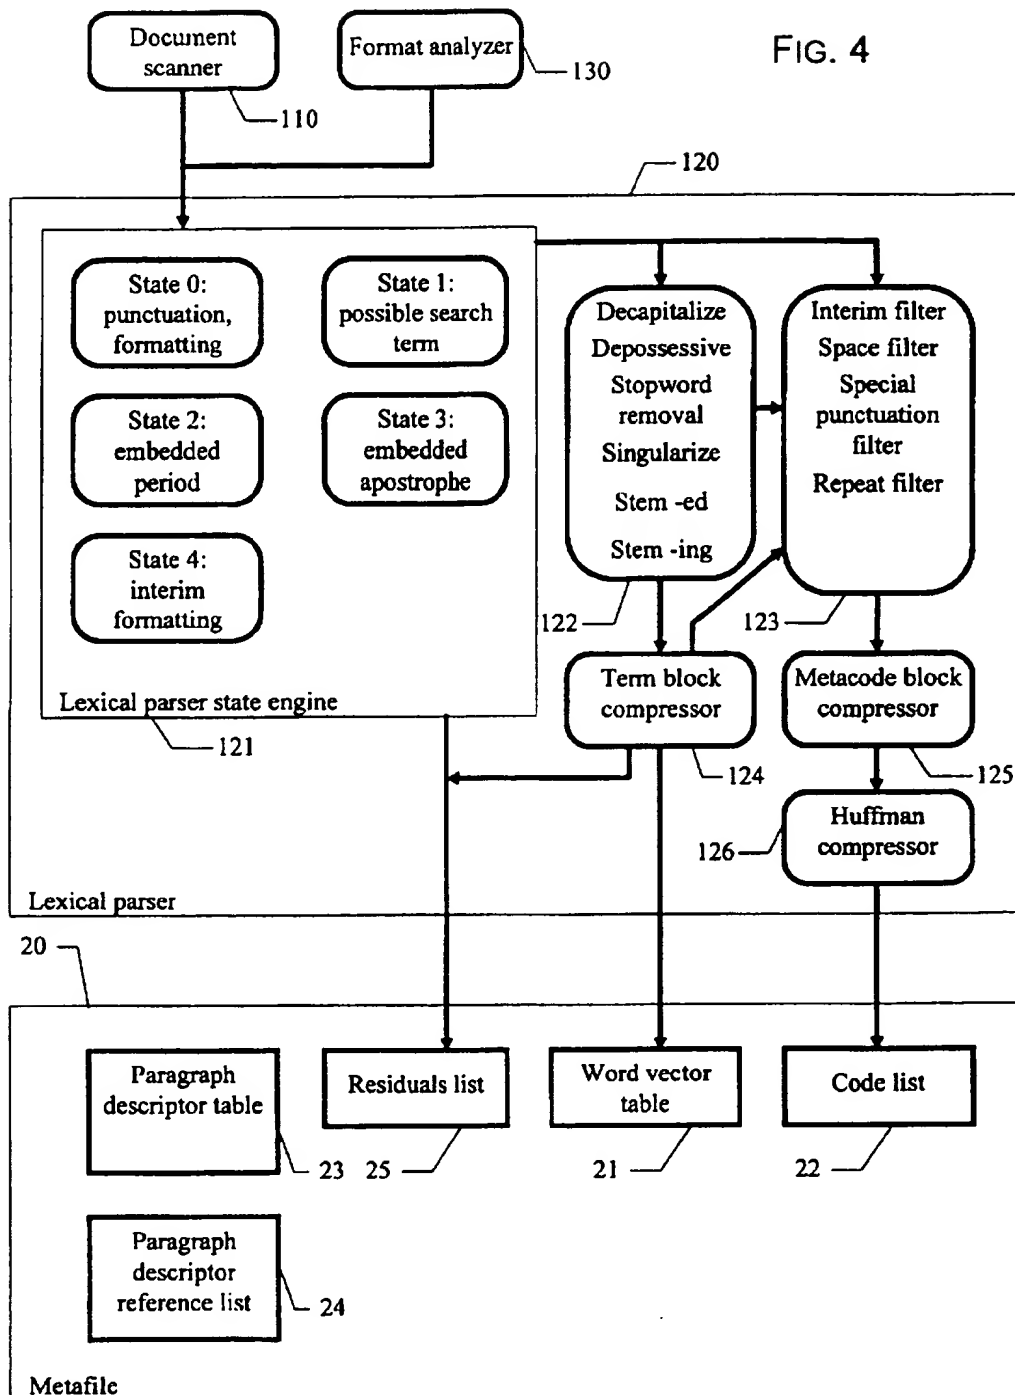 Document
scanner
Format analyzer
FIG. 4
110
130
120
State 0:
punctuation,
formatting
State 1:
possible search
term
State 2:
embedded
period
State 3:
embedded
apostrophe
State 4:
interim
formatting
Lexical parser state engine
121
Decapitalize
Depossessive
Stopword
removal
Singularize
Stem -ed
Stem -ing
122
Interim filter
Space filter
Special
punctuation
filter
Repeat filter
123
Term block
compressor
124
Metacode block
compressor
125
Huffman
compressor
126
Lexical parser
20
Paragraph
descriptor table
23
Residuals list
25
Word vector
table
21
Code list
22
Paragraph
descriptor
reference list
24
Metafile